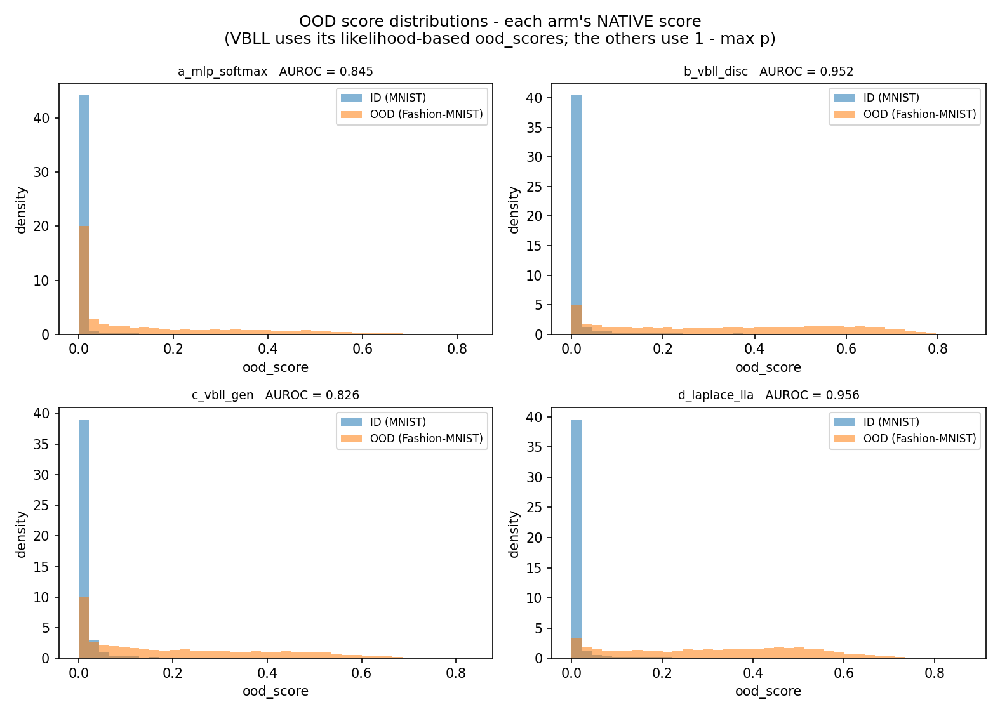 OOD score distributions - each arm's NATIVE score
(VBLL uses its likelihood-based ood_scores; the others use 1 - max p)
a_mlp_softmax   AUROC = 0.845
ID (MNIST)
OOD (Fashion-MNIST)
density
40
30
20
10
0
0.0 0.2 0.4 0.6 0.8
ood_score
b_vbll_disc   AUROC = 0.952
ID (MNIST)
OOD (Fashion-MNIST)
density
40
35
30
25
20
15
10
5
0
0.0 0.2 0.4 0.6 0.8
ood_score
c_vbll_gen   AUROC = 0.826
ID (MNIST)
OOD (Fashion-MNIST)
density
40
35
30
25
20
15
10
5
0
0.0 0.2 0.4 0.6 0.8
ood_score
d_laplace_lla   AUROC = 0.956
ID (MNIST)
OOD (Fashion-MNIST)
density
40
35
30
25
20
15
10
5
0
0.0 0.2 0.4 0.6 0.8
ood_score